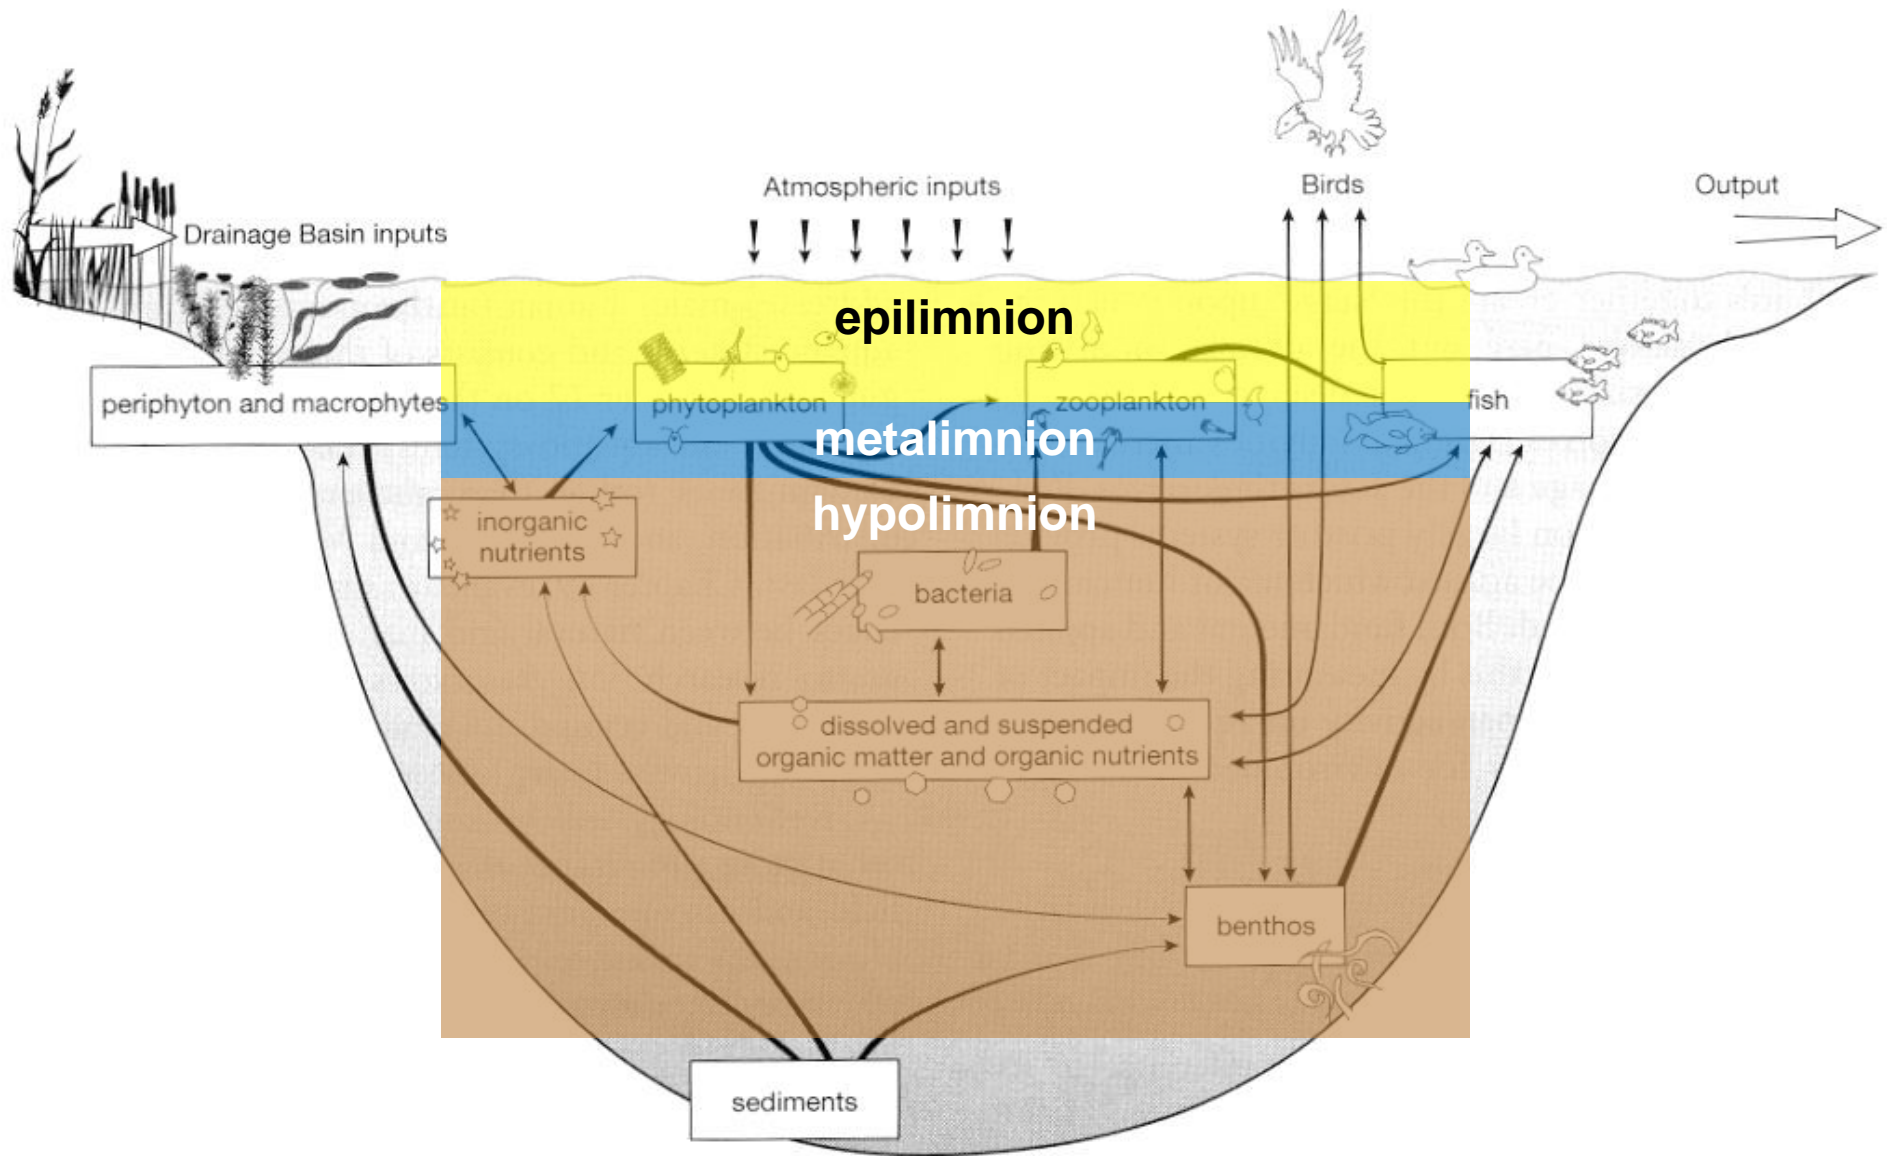 Atmospheric inputs
Birds
Output
Drainage Basin inputs
epilimnion
periphyton and macrophytes
phytoplankton
zooplankton
fish
metalimnion
hypolimnion
inorganic
nutrients
bacteria
dissolved and suspended
organic matter and organic nutrients
benthos
sediments